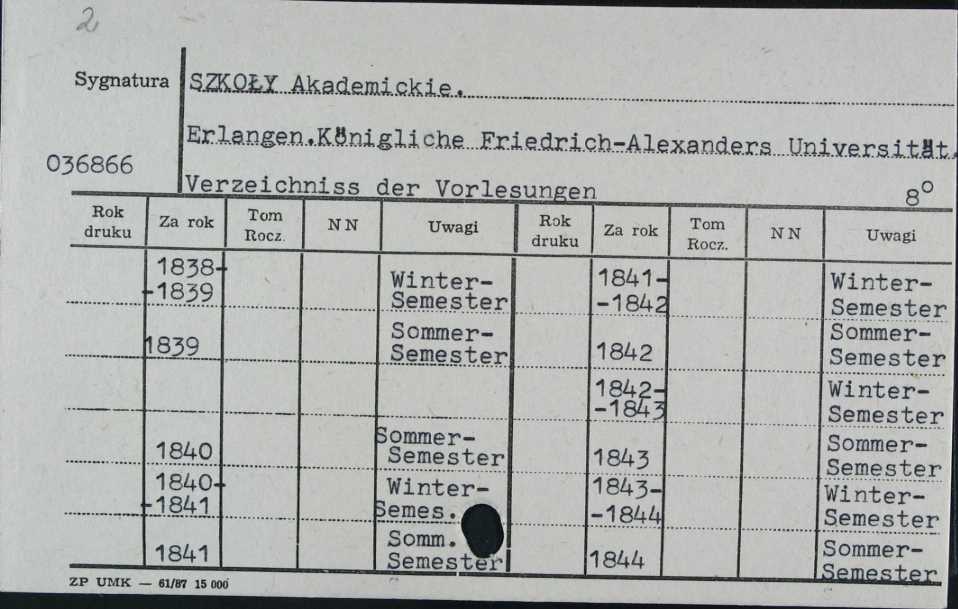 2
Sygnatura SZKOŁY Akademickie.
Erlangen.Königliche Friedrich-Alexanders Universität.
036866
Verzeichniss der Vorlesungen 8°
Rok druku Za rok Tom Rocz. NN Uwagi Rok druku Za rok Tom Rocz. NN Uwagi
1838- Winter- 1841- Winter-
-1839 Semester -1842 Semester
Sommer- Sommer-
1839 Semester 1842 Semester
1842- Winter-
-1843 Semester
Sommer- Sommer-
1840 Semester 1843 Semester
1840- Winter- 1843- Winter-
-1841 Semes. -1844 Semester
Somm. Sommer-
1841 Semester 1844 Semester
ZP UMK — 61/87 15 000